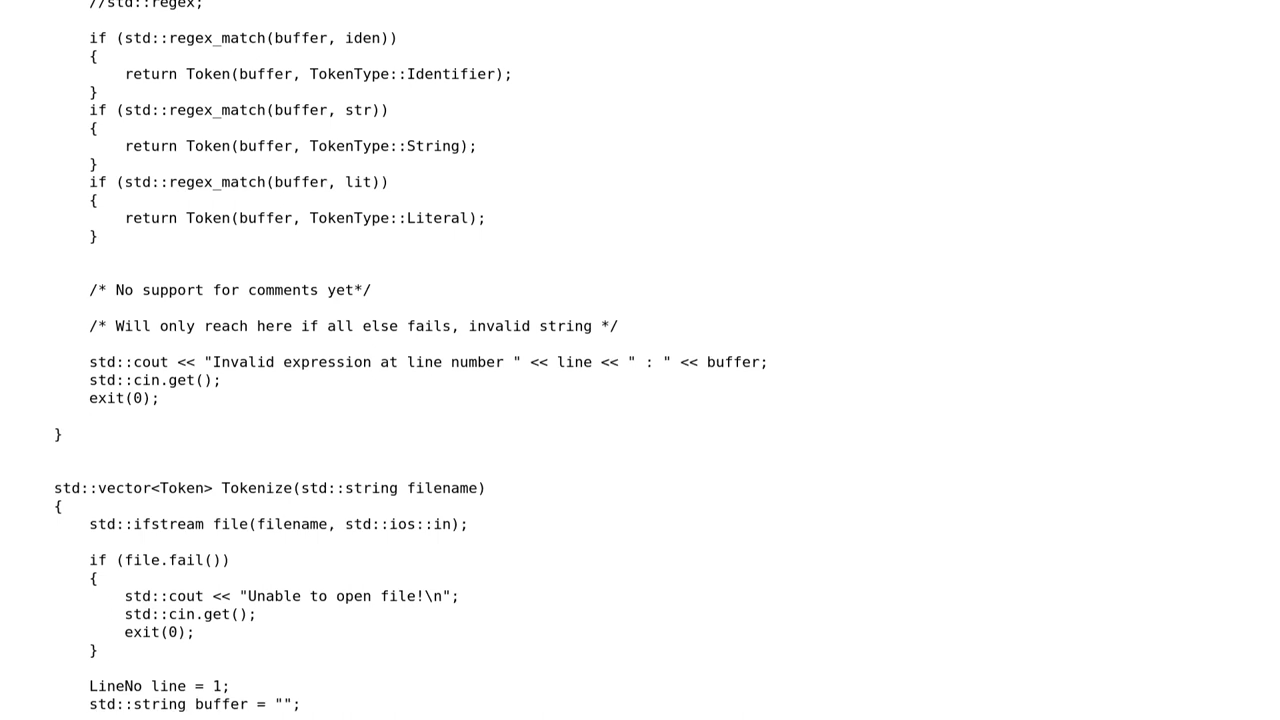 //std::regex;
if (std::regex_match(buffer, iden))
{
return Token(buffer, TokenType::Identifier);
}
if (std::regex_match(buffer, str))
{
return Token(buffer, TokenType::String);
}
if (std::regex_match(buffer, lit))
{
return Token(buffer, TokenType::Literal);
}
/* No support for comments yet*/
/* Will only reach here if all else fails, invalid string */
std::cout << "Invalid expression at line number " << line << " : " << buffer;
std::cin.get();
exit(0);
}
std::vector<Token> Tokenize(std::string filename)
{
std::ifstream file(filename, std::ios::in);
if (file.fail())
{
std::cout << "Unable to open file!\n";
std::cin.get();
exit(0);
}
LineNo line = 1;
std::string buffer = "";